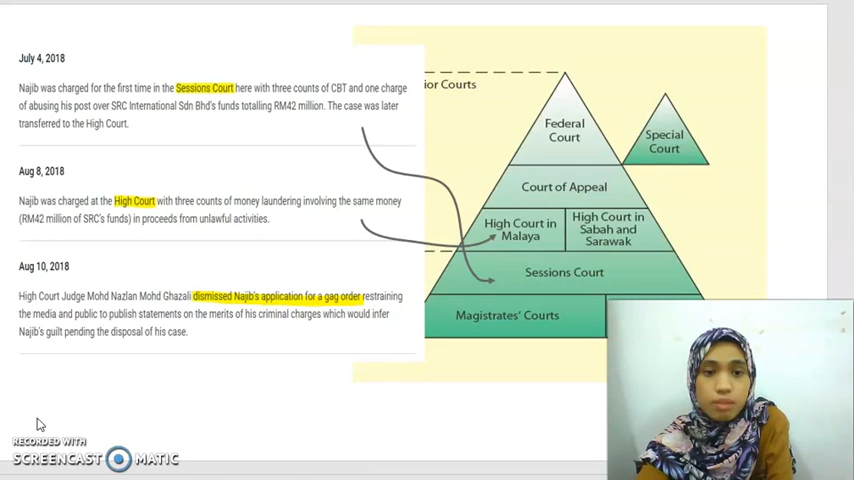 July 4, 2018
Najib was charged for the first time in the Sessions Court here with three counts of CBT and one charge
of abusing his post over SRC International Sdn Bhd's funds totalling RM42 million. The case was later
transferred to the High Court.
Aug 8, 2018
Najib was charged at the High Court with three counts of money laundering involving the same money
(RM42 million of SRC's funds) in proceeds from unlawful activities.
Aug 10, 2018
High Court Judge Mohd Nazlan Mohd Ghazali dismissed Najib's application for a gag order restraining
the media and public to publish statements on the merits of his criminal charges which would infer
Najib's guilt pending the disposal of his case.
Courts
Federal
Court
Special
Court
Court of Appeal
High Court in
Malaya
High Court in
Sabah and
Sarawak
Sessions Court
Magistrates' Courts
RECORDED WITH
SCREENCAST MATIC